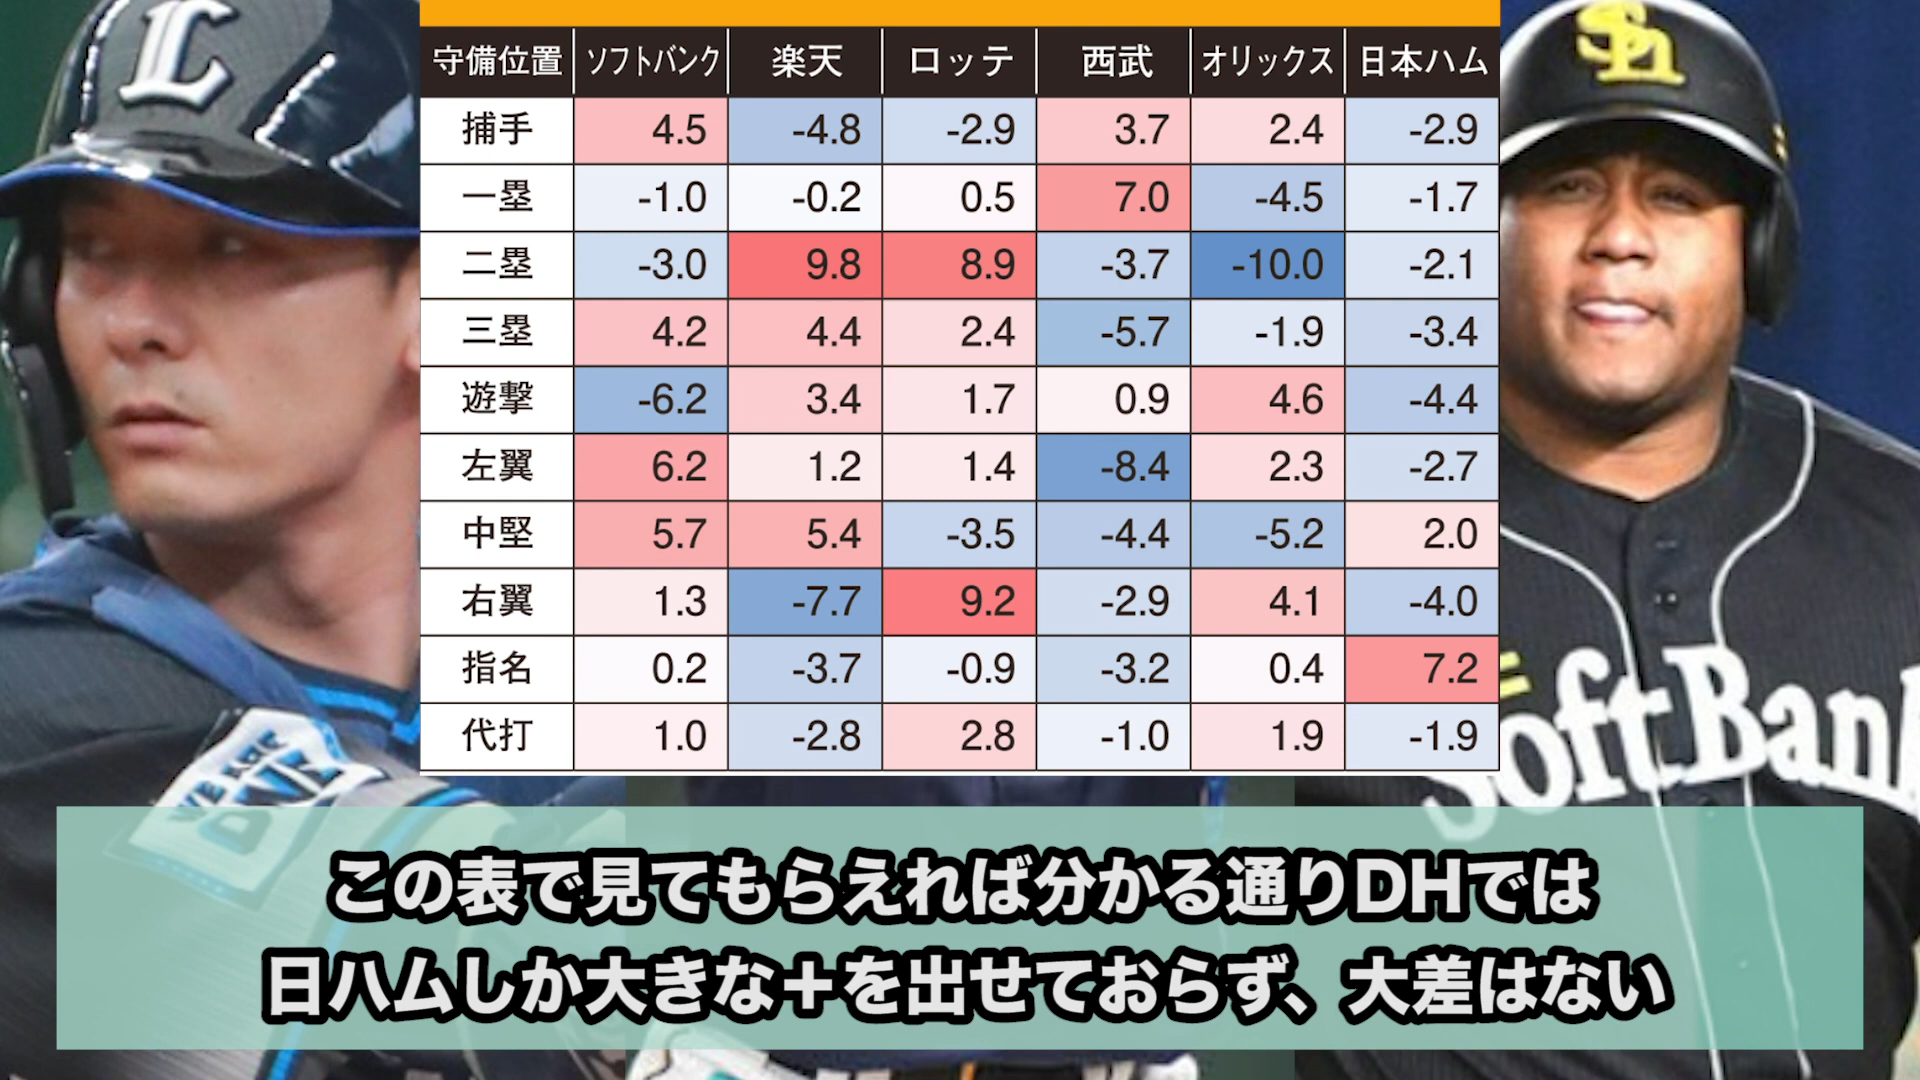 守備位置 ソフトバンク 楽天 ロッテ 西武 オリックス 日本ハム
捕手 4.5 -4.8 -2.9 3.7 2.4 -2.9
一塁 -1.0 -0.2 0.5 7.0 -4.5 -1.7
二塁 -3.0 9.8 8.9 -3.7 -10.0 -2.1
三塁 4.2 4.4 2.4 -5.7 -1.9 -3.4
遊撃 -6.2 3.4 1.7 0.9 4.6 -4.4
左翼 6.2 1.2 1.4 -8.4 2.3 -2.7
中堅 5.7 5.4 -3.5 -4.4 -5.2 2.0
右翼 1.3 -7.7 9.2 -2.9 4.1 -4.0
指名 0.2 -3.7 -0.9 -3.2 0.4 7.2
代打 1.0 -2.8 2.8 -1.0 1.9 -1.9
L
Sh
SoftBank
この表で見てもらえれば分かる通りDHでは
日ハムしか大きな＋を出せておらず、大差はない